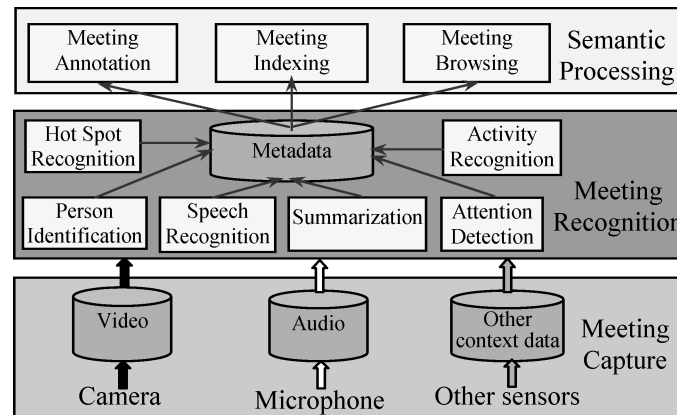 Meeting
Annotation
Meeting
Indexing
Meeting
Browsing
Semantic
Processing
Hot Spot
Recognition
Metadata
Activity
Recognition
Meeting
Recognition
Person
Identification
Speech
Recognition
Summarization
Attention
Detection
Video
Audio
Other
context data
Meeting
Capture
Camera
Microphone
Other sensors